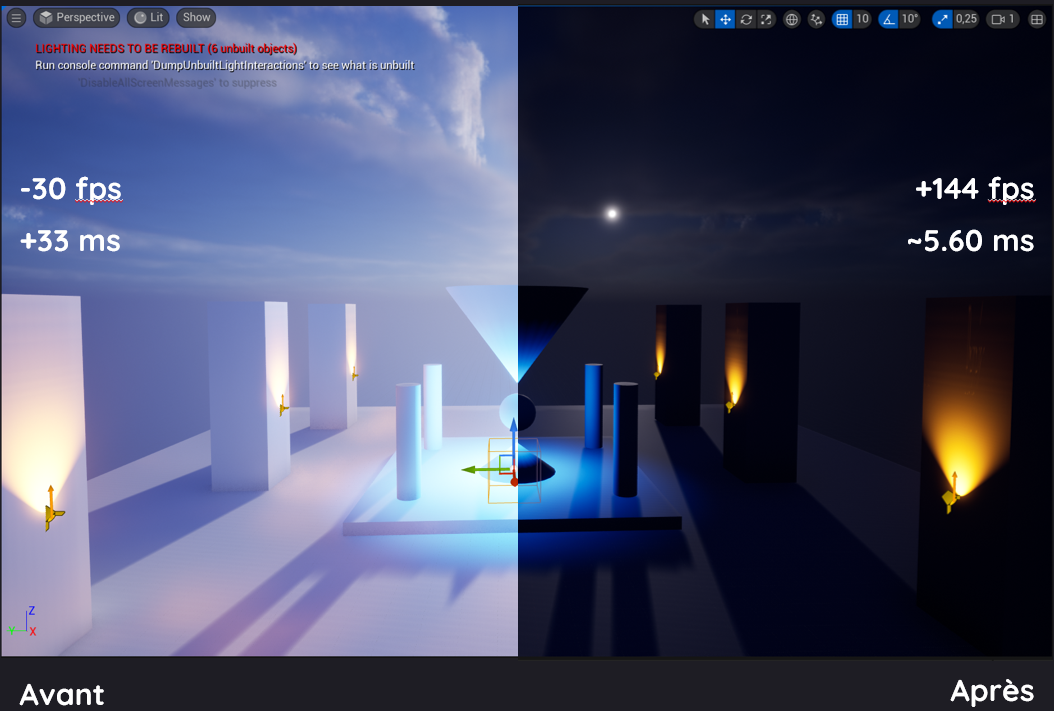 Perspective Lit Show 10 10° 0,25 1
LIGHTING NEEDS TO BE REBUILT (6 unbuilt objects)
Run console command 'DumpUnbuiltLightInteractions' to see what is unbuilt
'DisableAllScreenMessages' to suppress
-30 fps
+33 ms
+144 fps
~5.60 ms
Z
Y X
Avant
Après